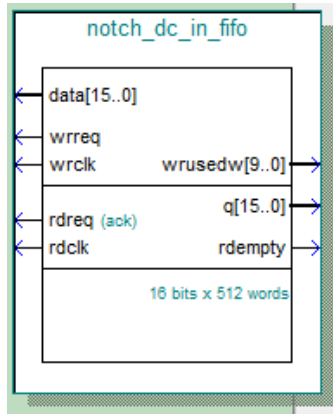 notch_dc_in_fifo
data[15..0]
wrreq
wrclk wrusedw[9..0]
q[15..0]
rdreq (ack)
rdclk rdempty
16 bits x 512 words